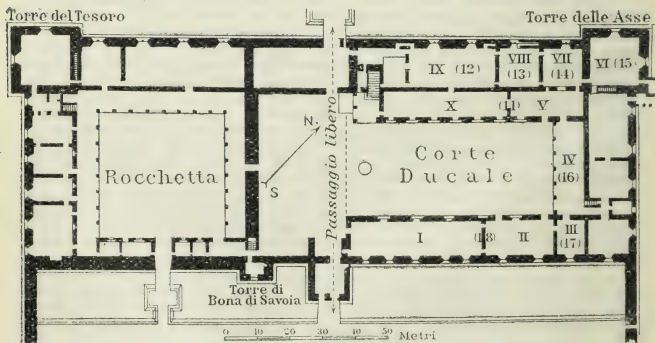 Torre del Tesoro
Torre delle Asse
IX (12)
VIII
(13)
VII
(14)
VI (15)
X
(11)
V
N.
S
Passaggio libero
Rocchetta
Corte
Ducale
IV
(16)
I
(18)
II
III
(17)
Torre di
Bona di Savoia
0 10 20 30 40 50 Metri